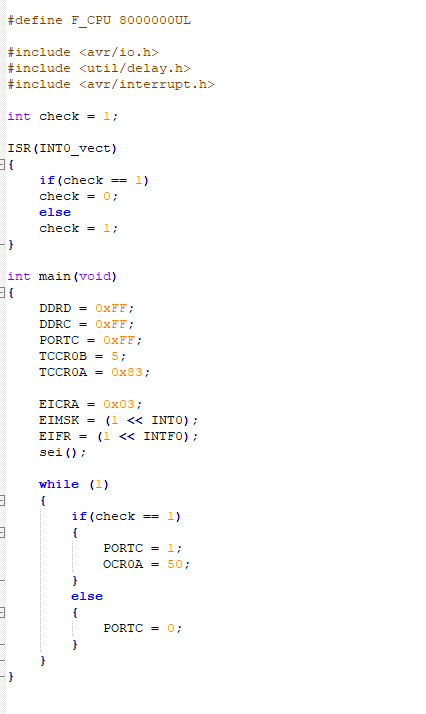 #define F_CPU 8000000UL
#include <avr/io.h>
#include <util/delay.h>
#include <avr/interrupt.h>
int check = 1;
ISR(INT0_vect)
{
if(check == 1)
check = 0;
else
check = 1;
}
int main(void)
{
DDRD = 0xFF;
DDRC = 0xFF;
PORTC = 0xFF;
TCCR0B = 5;
TCCR0A = 0x83;
EICRA = 0x03;
EIMSK = (1 << INT0);
EIFR = (1 << INTF0);
sei();
while (1)
{
if(check == 1)
{
PORTC = 1;
OCR0A = 50;
}
else
{
PORTC = 0;
}
}
}